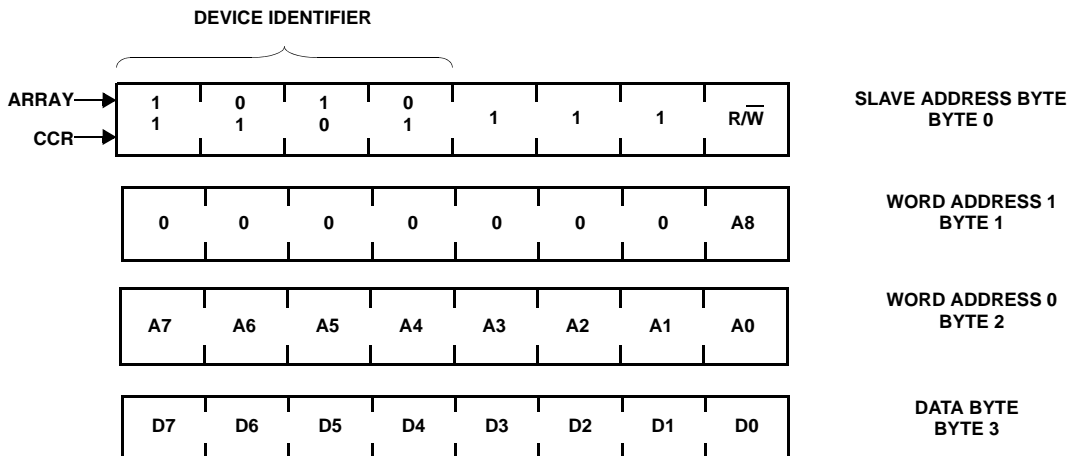 DEVICE IDENTIFIER
ARRAY
CCR
1 0 1 0
1 1 0 1
1 1 1 R/W̅
SLAVE ADDRESS BYTE
BYTE 0
0 0 0 0 0 0 0 A8
WORD ADDRESS 1
BYTE 1
A7 A6 A5 A4 A3 A2 A1 A0
WORD ADDRESS 0
BYTE 2
D7 D6 D5 D4 D3 D2 D1 D0
DATA BYTE
BYTE 3